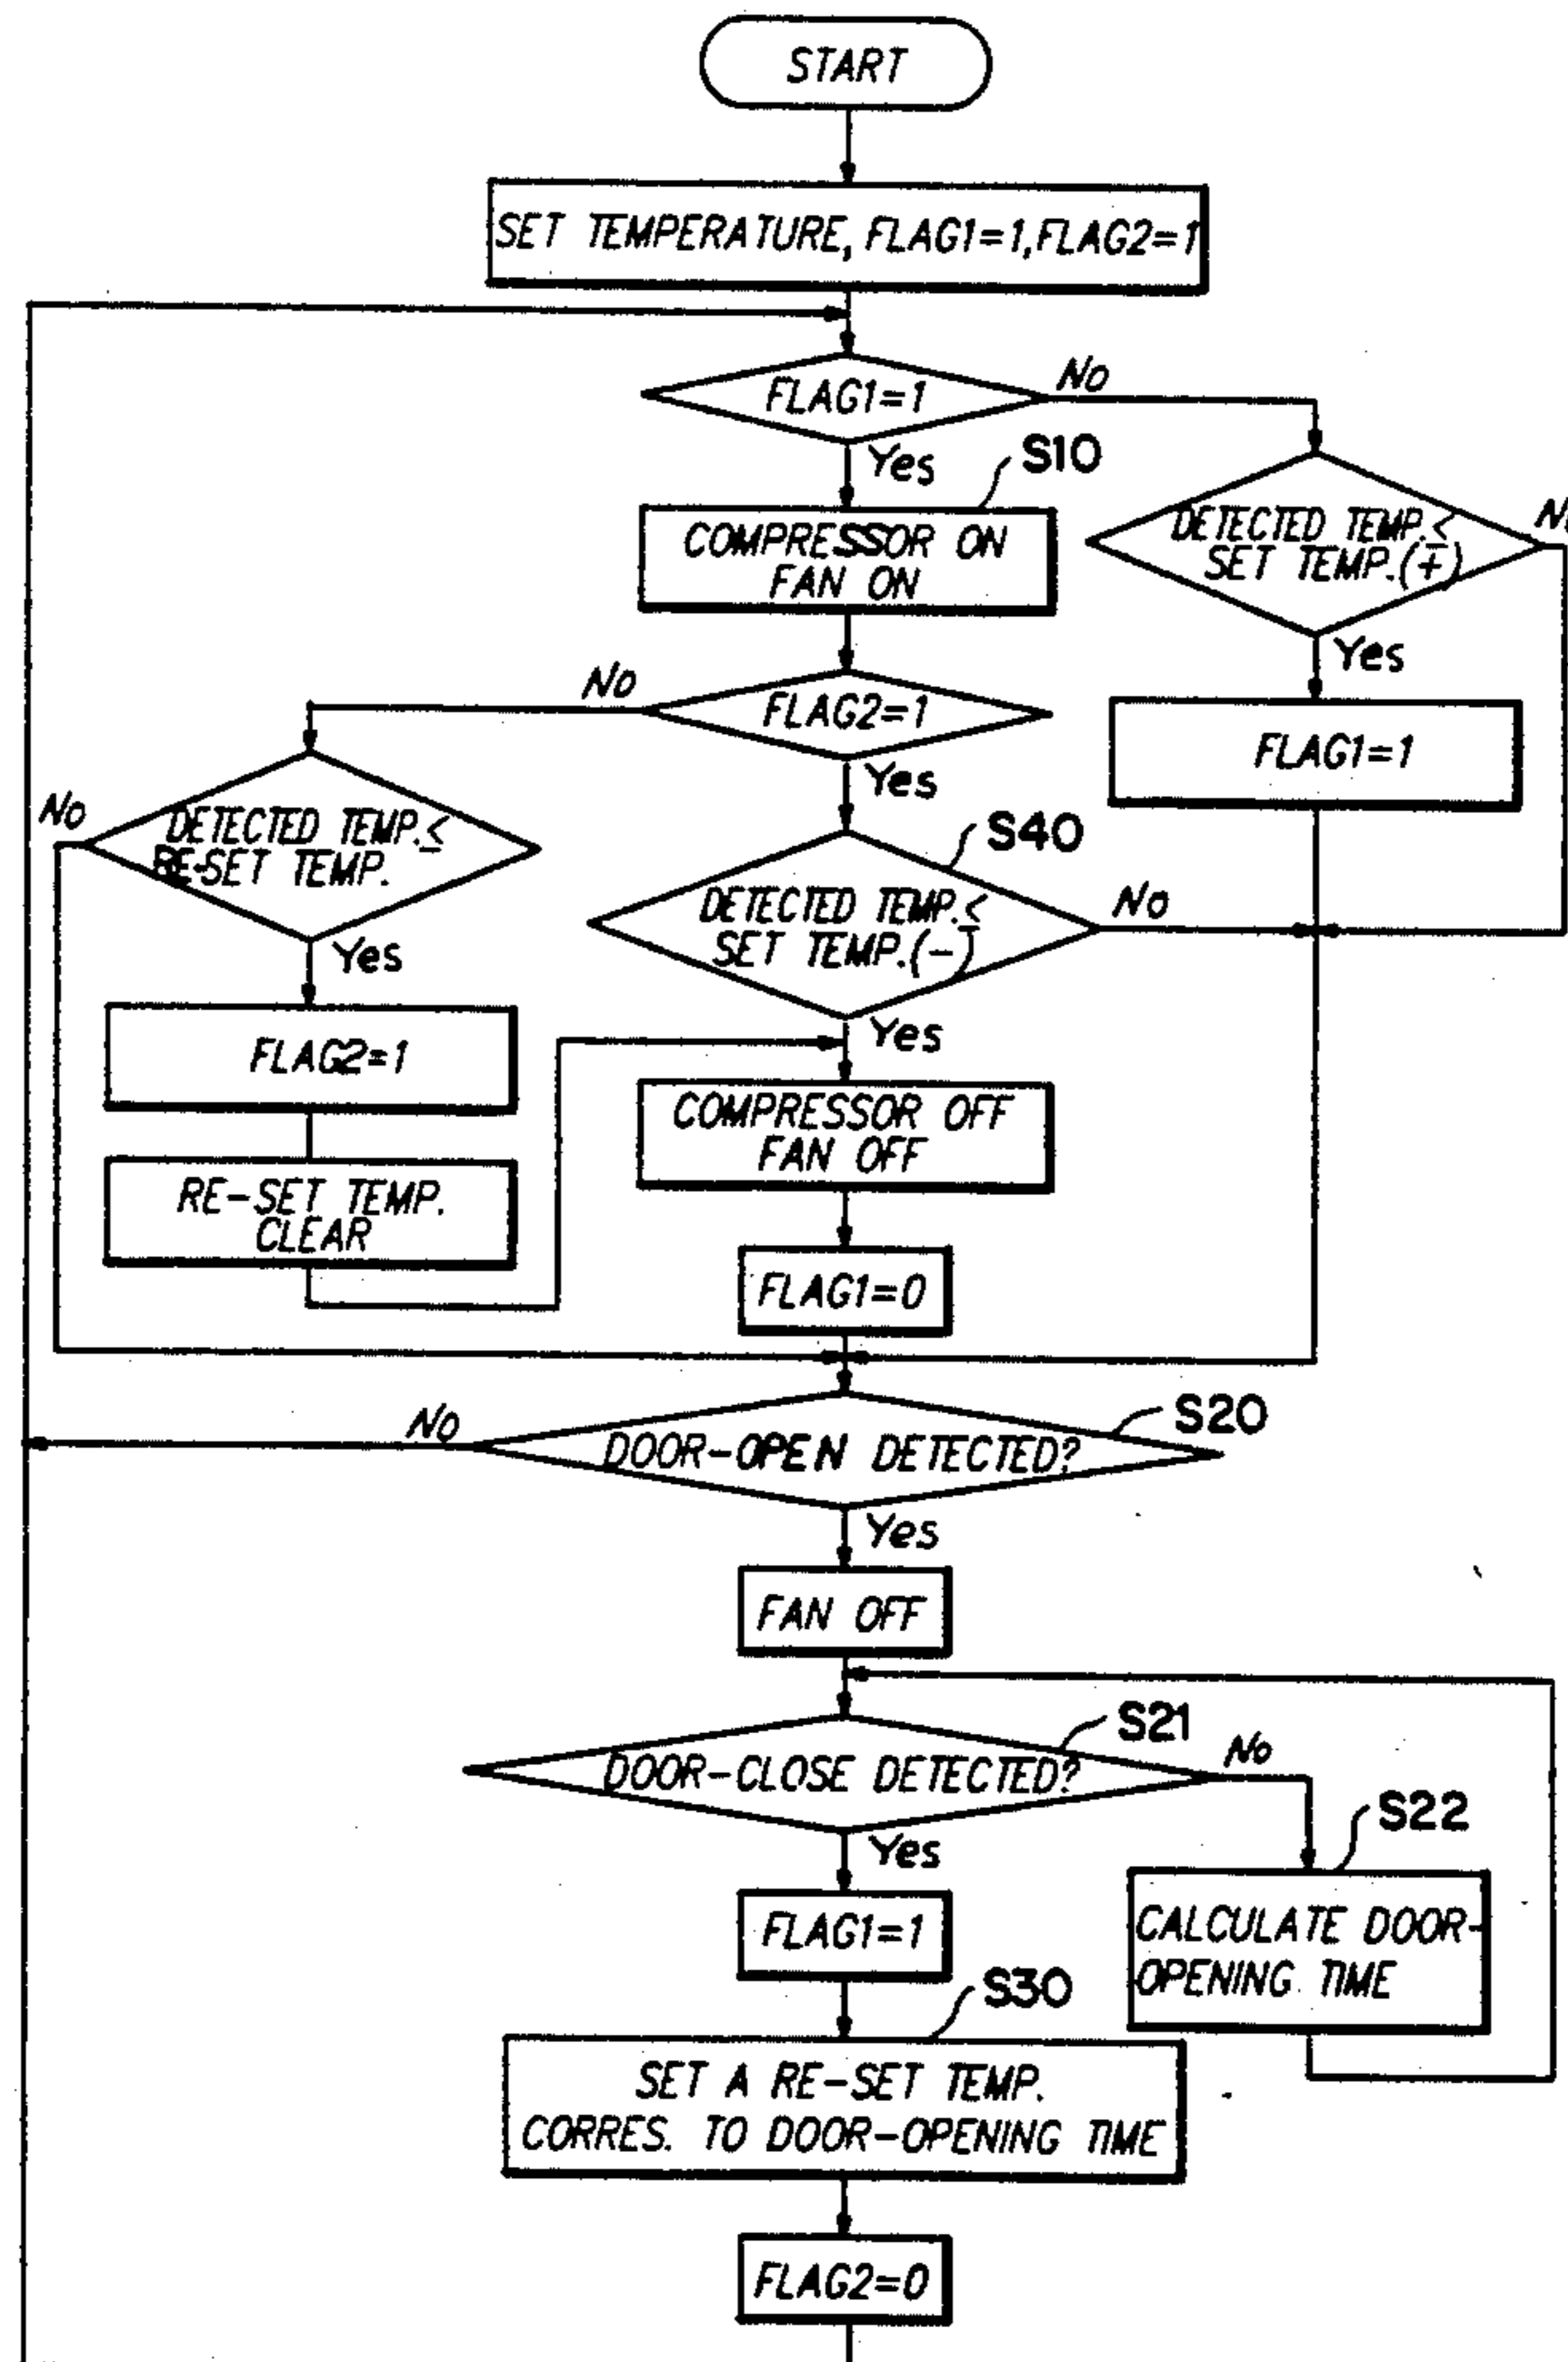 START
SET TEMPERATURE, FLAG1=1, FLAG2=1
FLAG1=1
No
Yes
S10
COMPRESSOR ON
FAN ON
DETECTED TEMP.≤
SET TEMP.(+)
Yes
FLAG1=1
No
FLAG2=1
Yes
No
DETECTED TEMP.≤
RE-SET TEMP.
Yes
S40
DETECTED TEMP.≤
SET TEMP.(-)
No
Yes
FLAG2=1
COMPRESSOR OFF
FAN OFF
RE-SET TEMP.
CLEAR
FLAG1=0
No
S20
DOOR-OPEN DETECTED?
Yes
FAN OFF
S21
DOOR-CLOSE DETECTED?
No
Yes
S22
CALCULATE DOOR-
OPENING TIME
FLAG1=1
S30
SET A RE-SET TEMP.
CORRES. TO DOOR-OPENING TIME
FLAG2=0